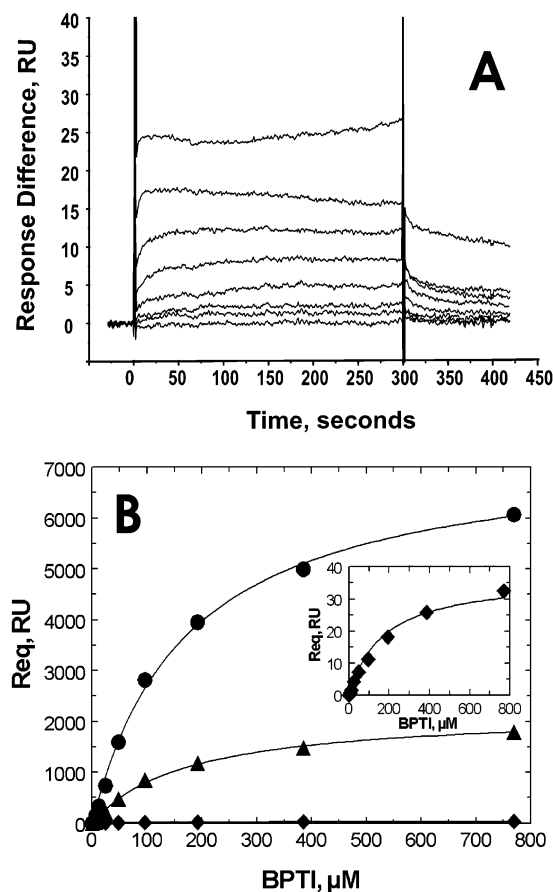 A
Response Difference, RU
40
35
30
25
20
15
10
5
0
0 50 100 150 200 250 300 350 400 450
Time, seconds
B
Req, RU
7000
6000
5000
4000
3000
2000
1000
0
0 100 200 300 400 500 600 700 800
BPTI, µM
Req, RU
40
30
20
10
0
0 200 400 600 800
BPTI, µM